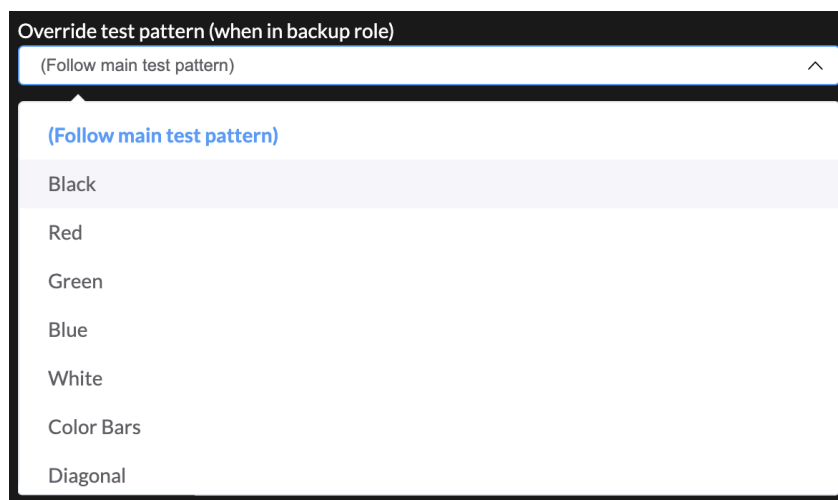 Override test pattern (when in backup role)
(Follow main test pattern)
(Follow main test pattern)
Black
Red
Green
Blue
White
Color Bars
Diagonal